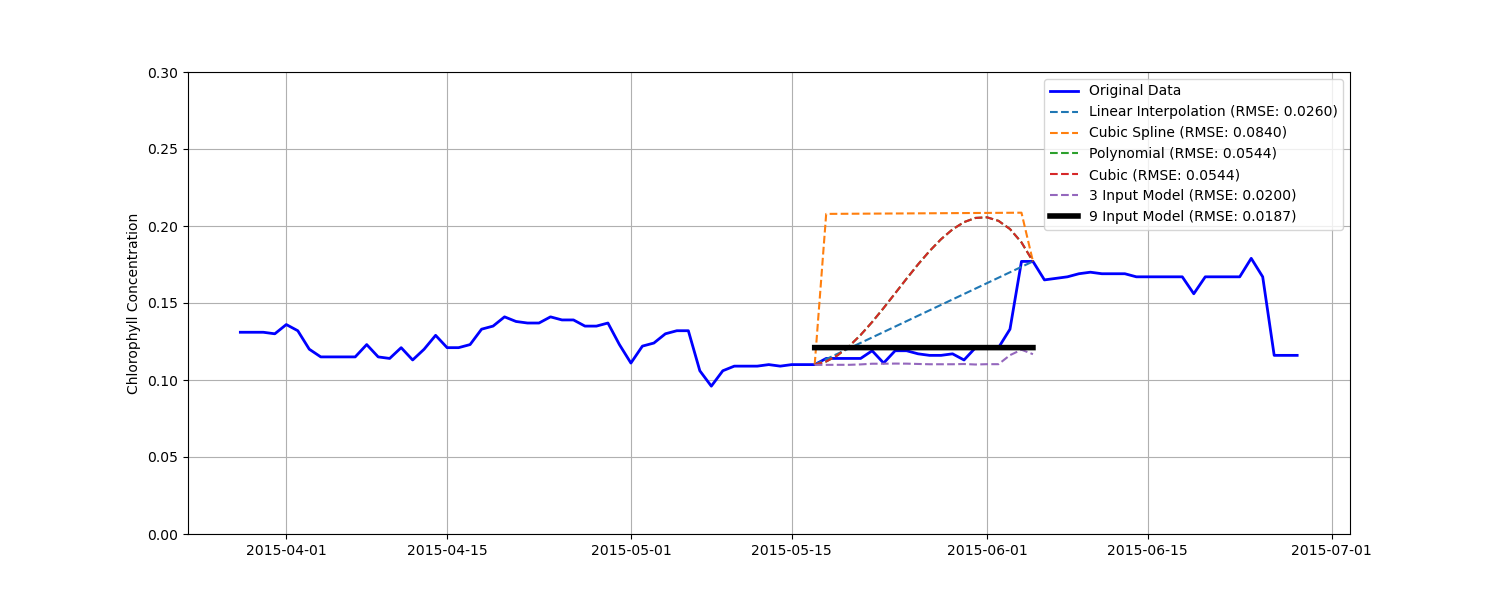 0.30
0.25
0.20
0.15
0.10
0.05
0.00
Chlorophyll Concentration
2015-04-01
2015-04-15
2015-05-01
2015-05-15
2015-06-01
2015-06-15
2015-07-01
Original Data
Linear Interpolation (RMSE: 0.0260)
Cubic Spline (RMSE: 0.0840)
Polynomial (RMSE: 0.0544)
Cubic (RMSE: 0.0544)
3 Input Model (RMSE: 0.0200)
9 Input Model (RMSE: 0.0187)